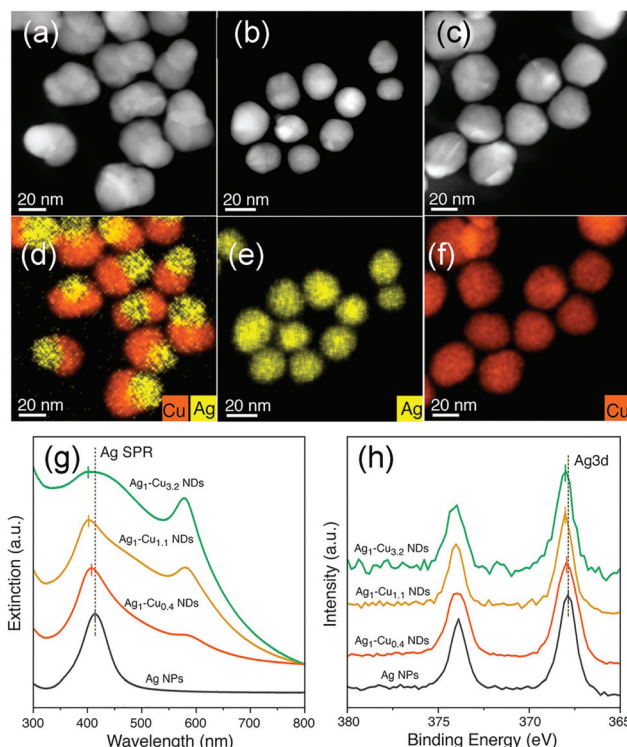 (a)
(b)
(c)
20 nm
20 nm
20 nm
(d)
(e)
(f)
20 nm
Cu
Ag
20 nm
Ag
20 nm
Cu
(g)
Ag SPR
Ag₁-Cu₃.₂ NDs
Ag₁-Cu₁.₁ NDs
Ag₁-Cu₀.₄ NDs
Ag NPs
Extinction (a.u.)
300 400 500 600 700 800
Wavelength (nm)
(h)
Ag3d
Ag₁-Cu₃.₂ NDs
Ag₁-Cu₁.₁ NDs
Ag₁-Cu₀.₄ NDs
Ag NPs
Intensity (a.u.)
380 375 370 365
Binding Energy (eV)